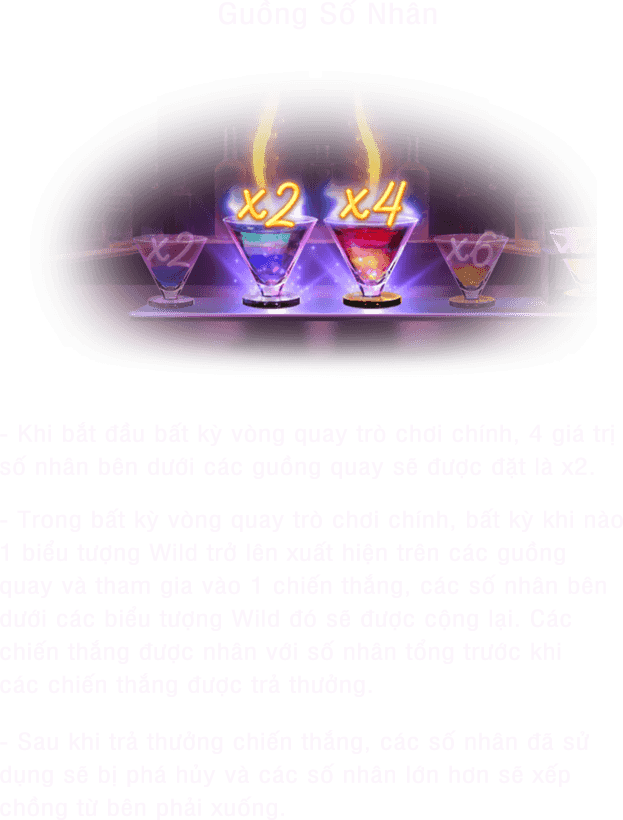 Guồng Số Nhân
x2 x4
x2 x6
- Khi bắt đầu bất kỳ vòng quay trò chơi chính, 4 giá trị
số nhân bên dưới các guồng quay sẽ được đặt là x2.
- Trong bất kỳ vòng quay trò chơi chính, bất kỳ khi nào
1 biểu tượng Wild trở lên xuất hiện trên các guồng
quay và tham gia vào 1 chiến thắng, các số nhân bên
dưới các biểu tượng Wild đó sẽ được cộng lại. Các
chiến thắng được nhân với số nhân tổng trước khi
các chiến thắng được trả thưởng.
- Sau khi trả thưởng chiến thắng, các số nhân đã sử
dụng sẽ bị phá hủy và các số nhân lớn hơn sẽ xếp
chồng từ bên phải xuống.